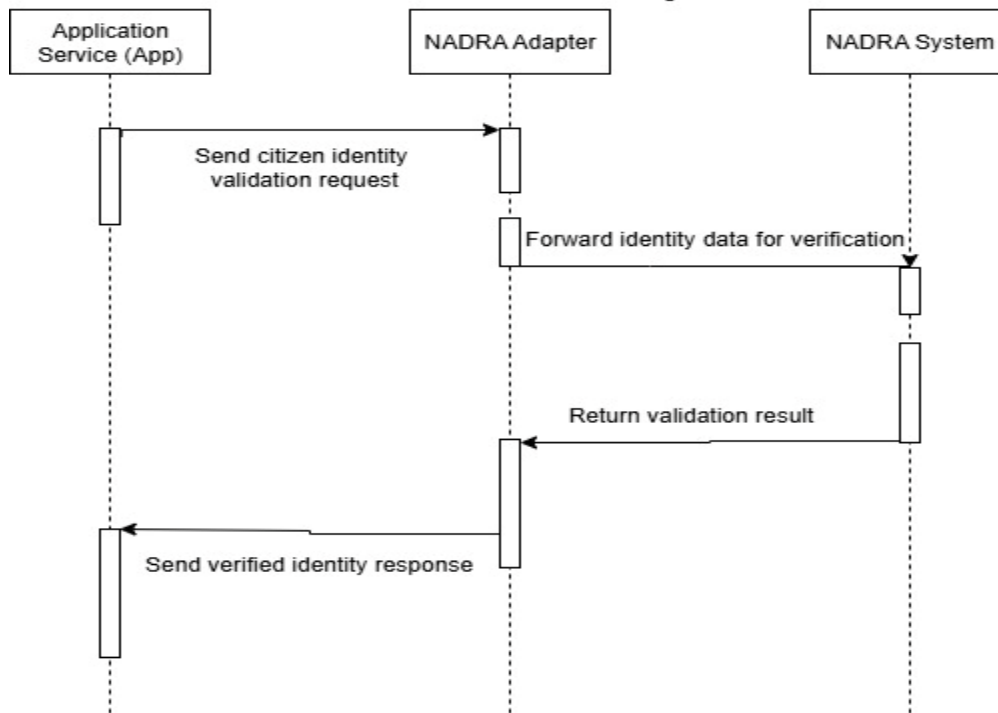 Application
Service (App)
NADRA Adapter
NADRA System
Send citizen identity
validation request
Forward identity data for verification
Return validation result
Send verified identity response